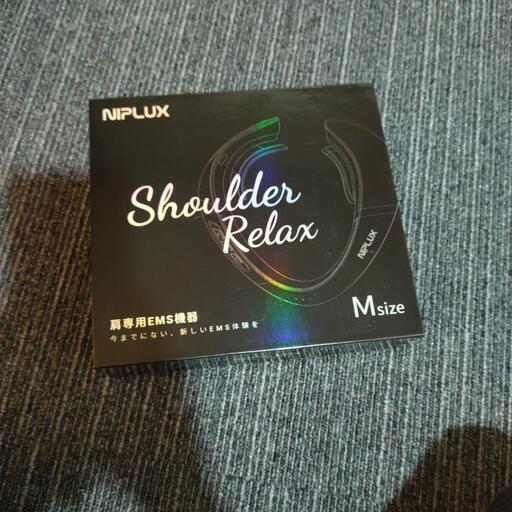 NIPLUX
Shoulder
Relax
NIPLUX
Msize
肩専用EMS機器
今までにない、新しいEMS体験を